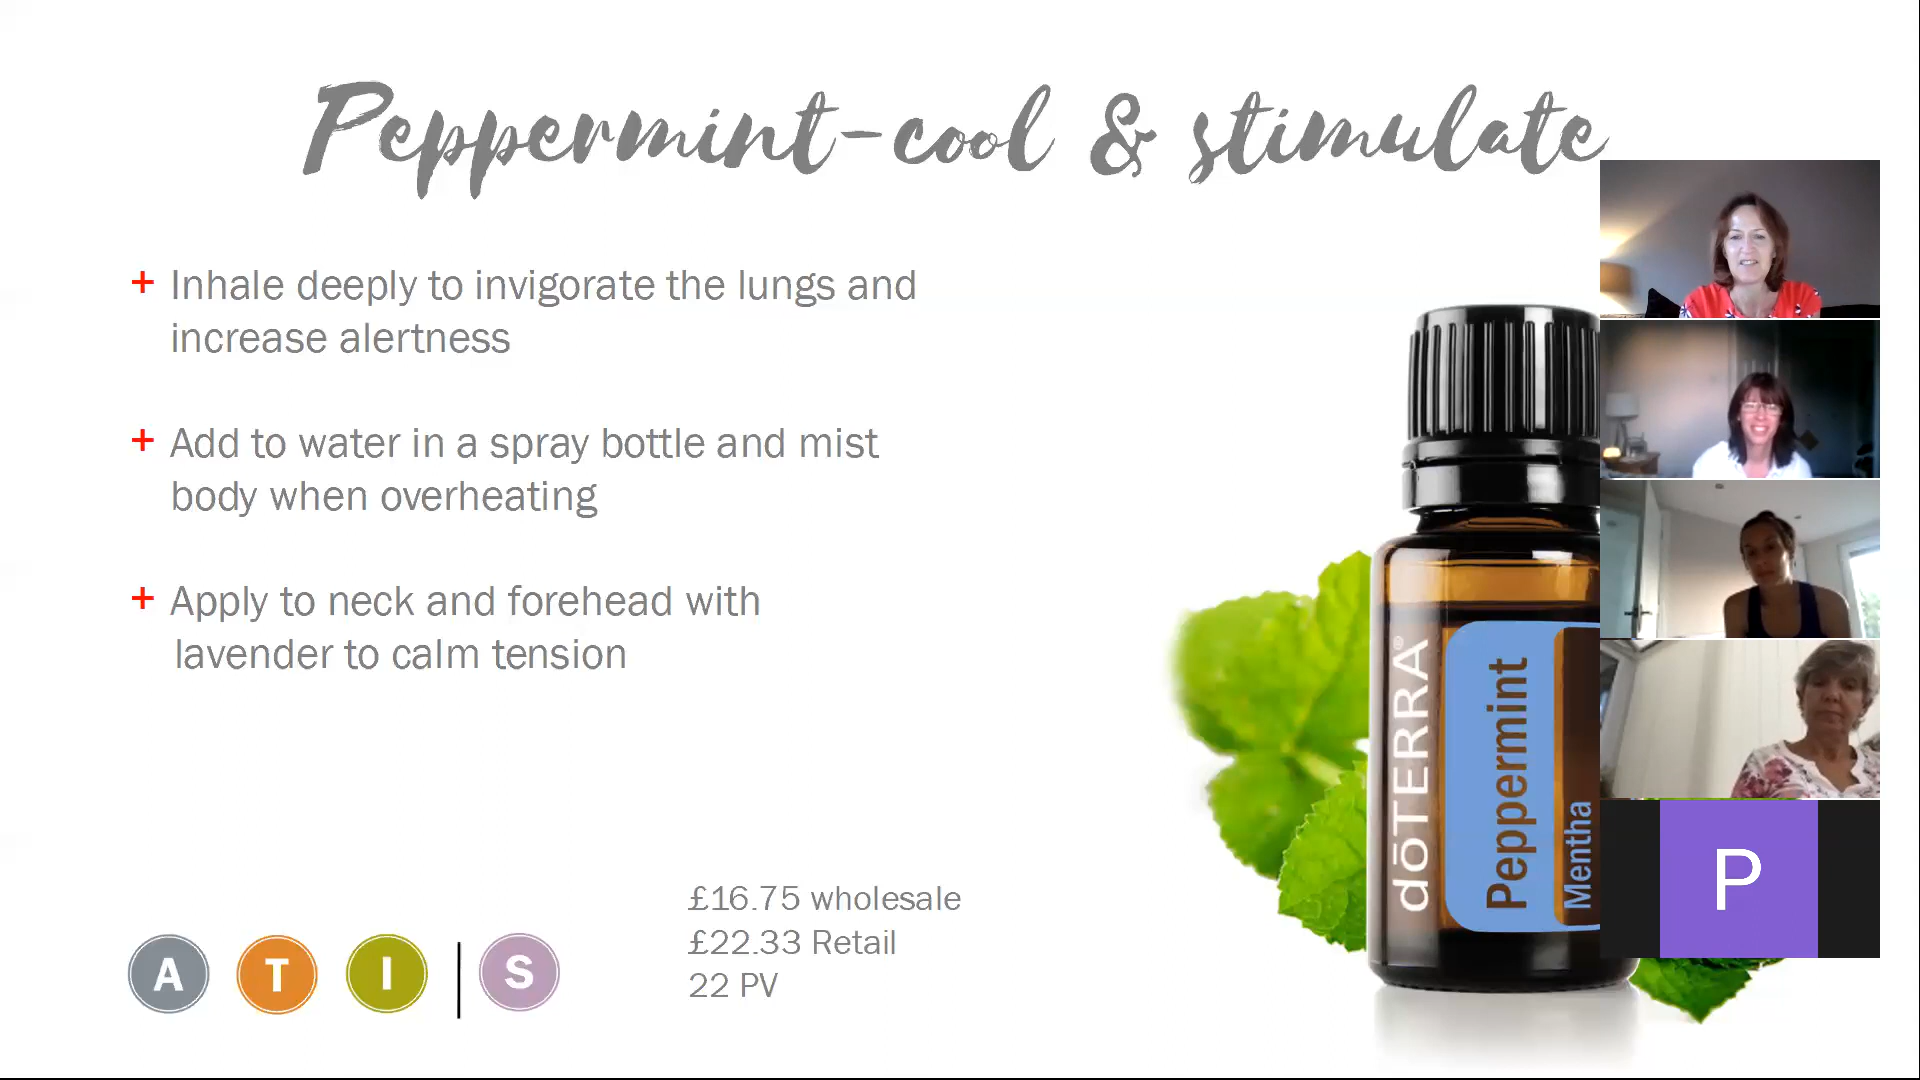 Peppermint-cool & stimulate
+ Inhale deeply to invigorate the lungs and
increase alertness
+ Add to water in a spray bottle and mist
body when overheating
+ Apply to neck and forehead with
lavender to calm tension
£16.75 wholesale
£22.33 Retail
22 PV
A T I | S
dōTERRA®
Peppermint
Mentha
P